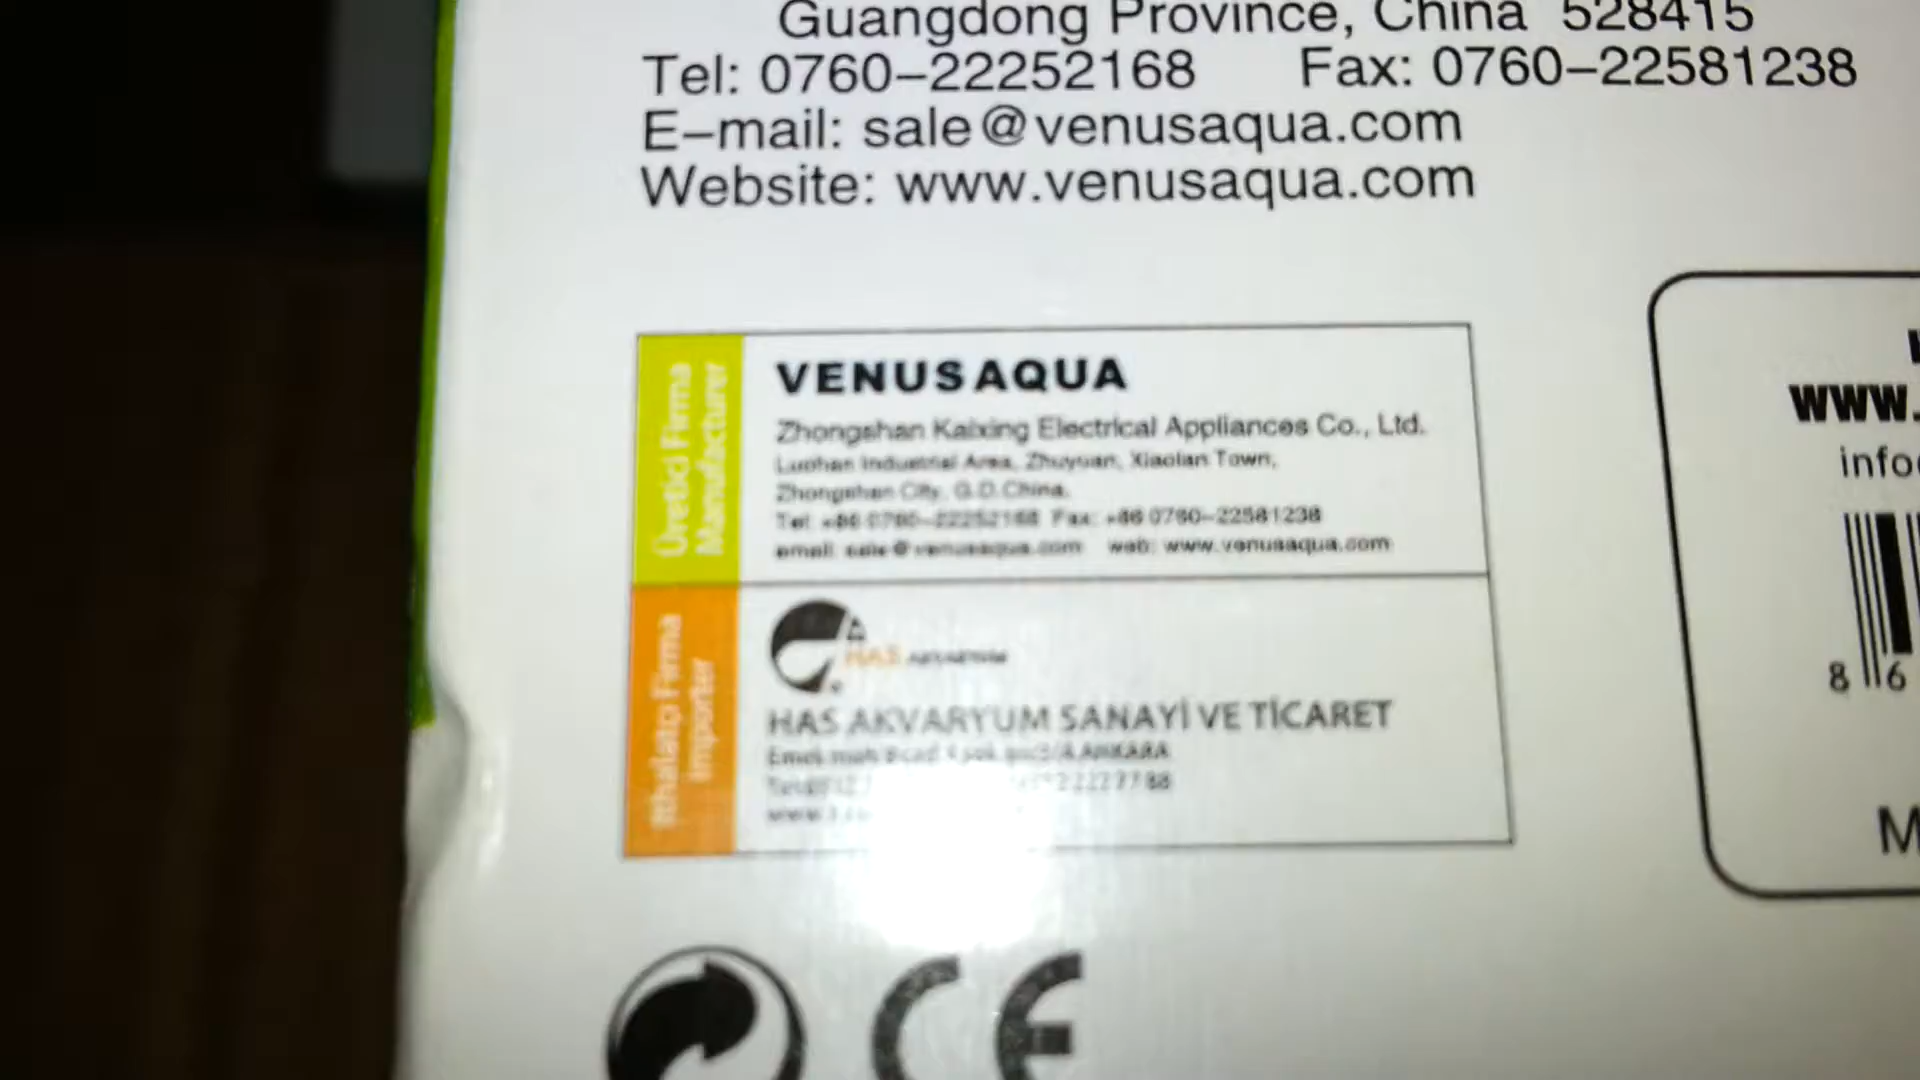 Guangdong Province, China 528415
Tel: 0760–22252168 Fax: 0760–22581238
E–mail: sale@venusaqua.com
Website: www.venusaqua.com
Üretici Firma
Manufacturer
VENUSAQUA
Zhongshan Kaixing Electrical Appliances Co., Ltd.
Luohan Industrial Area, Zhuyuan, Xiaolan Town,
Zhongshan City, G.D.China.
Tel: +86 0760–22252168 Fax: +86 0760–22581238
email: sale@venusaqua.com web: www.venusaqua.com
İthalatçı Firma
Importer
HAS AKVARYUM
HAS AKVARYUM SANAYİ VE TİCARET
ANKARA
www.
info
8 6
M
CE